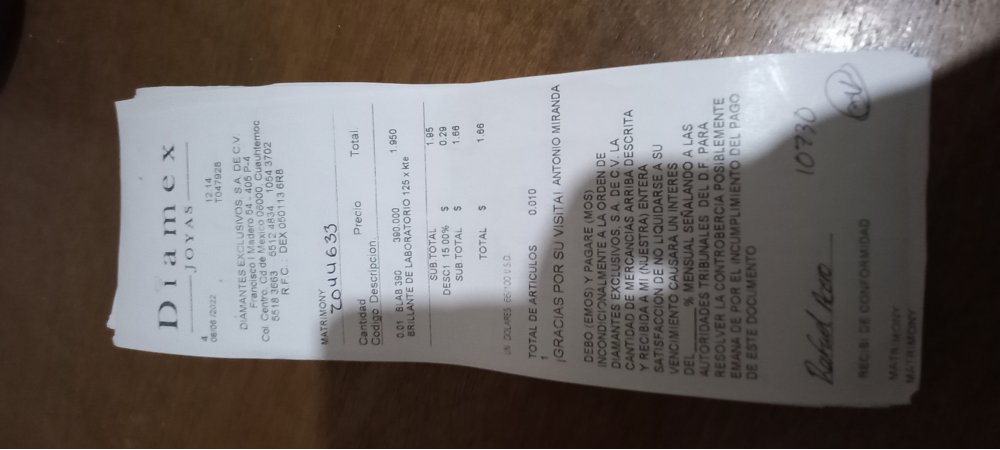 Diamex
JOYAS
4
08/06/2022 12:14
T047928
DIAMANTES EXCLUSIVOS, S.A. DE C.V.
Francisco I Madero 54 - 405 P-4
Col. Centro, Cd de Mexico 06000, Cuauhtemoc
5518 3663 5512 4834 1054 3702
R.F.C.: DEX 050113 6R8
MATRIMONY
2044633
Cantidad Precio Total
Codigo Descripcion
0.01 BLAB 390 390.000 1.950
BRILLANTE DE LABORATORIO 125 x kte
SUB TOTAL 1.95
DESC1 15.00% $ 0.29
SUB TOTAL $ 1.66
TOTAL $ 1.66
UN DOLARES 66/100 U.S.D.
TOTAL DE ARTICULOS 0.010
1
¡GRACIAS POR SU VISITA! ANTONIO MIRANDA
DEBO (EMOS) Y PAGARE (MOS)
INCONDICIONALMENTE A LA ORDEN DE
DIAMANTES EXCLUSIVOS, S.A. DE C.V. LA
CANTIDAD DE MERCANCIAS ARRIBA DESCRITA
Y RECIBIDA A MI (NUESTRA) ENTERA
SATISFACCION DE NO LIQUIDARSE A SU
VENCIMIENTO CAUSARA UN INTERES
DEL ______% MENSUAL SEÑALANDO A LAS
AUTORIDADES TRIBUNALES DEL D.F. PARA
RESOLVER LA CONTROBERCIA POSIBLEMENTE
EMANA DE POR EL INCUMPLIMIENTO DEL PAGO
DE ESTE DOCUMENTO
10730
RECIBI DE CONFORMIDAD
MATRIMONY
MATRIMONY